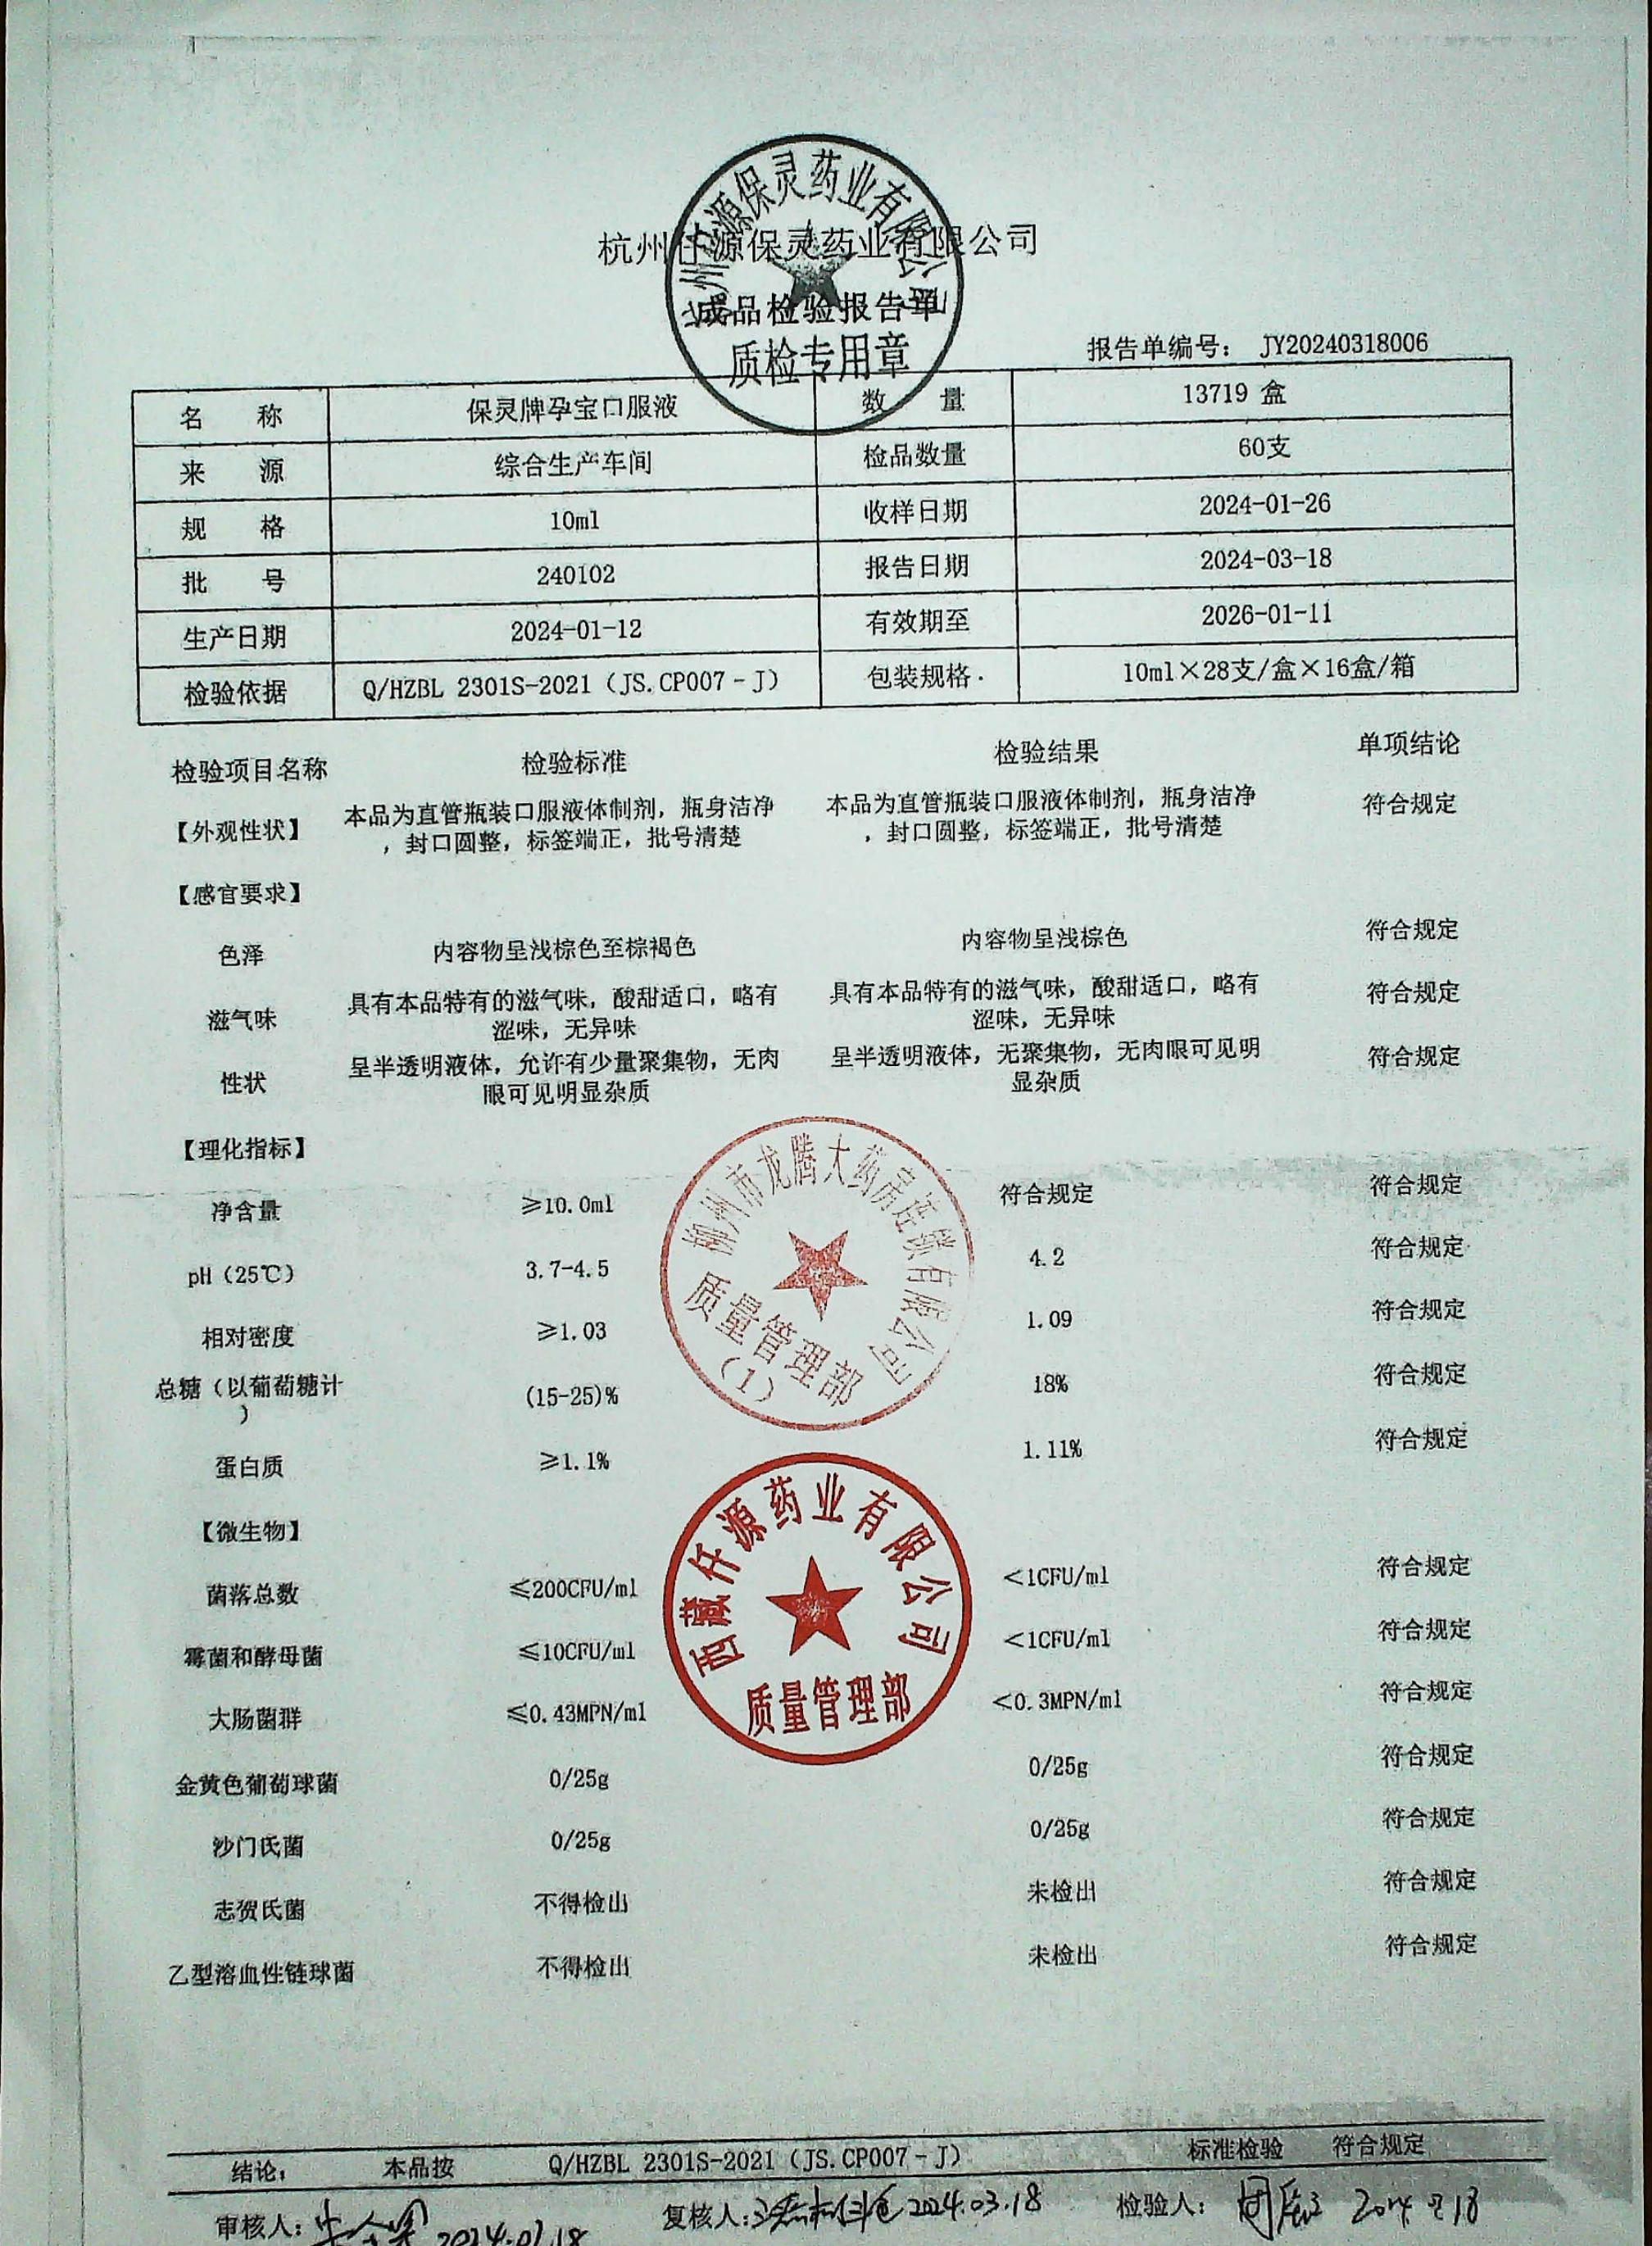 杭州仟源保灵药业有限公司
成品检验报告单
杭州仟源保灵药业有限公司
质检专用章
报告单编号： JY20240318006
名 称 保灵牌孕宝口服液 数 量 13719 盒
来 源 综合生产车间 检品数量 60支
规 格 10ml 收样日期 2024-01-26
批 号 240102 报告日期 2024-03-18
生产日期 2024-01-12 有效期至 2026-01-11
检验依据 Q/HZBL 2301S-2021（JS.CP007－J） 包装规格 10ml×28支/盒×16盒/箱
检验项目名称 检验标准 检验结果 单项结论
【外观性状】 本品为直管瓶装口服液体制剂，瓶身洁净 本品为直管瓶装口服液体制剂，瓶身洁净 符合规定
，封口圆整，标签端正，批号清楚 ，封口圆整，标签端正，批号清楚
【感官要求】
色泽 内容物呈浅棕色至棕褐色 内容物呈浅棕色 符合规定
滋气味 具有本品特有的滋气味，酸甜适口，略有 具有本品特有的滋气味，酸甜适口，略有 符合规定
涩味，无异味 涩味，无异味
性状 呈半透明液体，允许有少量聚集物，无肉 呈半透明液体，无聚集物，无肉眼可见明 符合规定
眼可见明显杂质 显杂质
【理化指标】
净含量 ≥10.0ml 符合规定 符合规定
pH（25℃） 3.7-4.5 4.2 符合规定
相对密度 ≥1.03 1.09 符合规定
总糖（以葡萄糖计 (15-25)% 18% 符合规定
）
蛋白质 ≥1.1% 1.11% 符合规定
柳州市龙腾大药房连锁有限公司
质量管理部
（1）
【微生物】
菌落总数 ≤200CFU/ml <1CFU/ml 符合规定
霉菌和酵母菌 ≤10CFU/ml <1CFU/ml 符合规定
大肠菌群 ≤0.43MPN/ml <0.3MPN/ml 符合规定
西藏仟源药业有限公司
质量管理部
金黄色葡萄球菌 0/25g 0/25g 符合规定
沙门氏菌 0/25g 0/25g 符合规定
志贺氏菌 不得检出 未检出 符合规定
乙型溶血性链球菌 不得检出 未检出 符合规定
结论： 本品按 Q/HZBL 2301S-2021（JS.CP007－J） 标准检验 符合规定
审核人： 复核人： 2024.03.18 检验人：